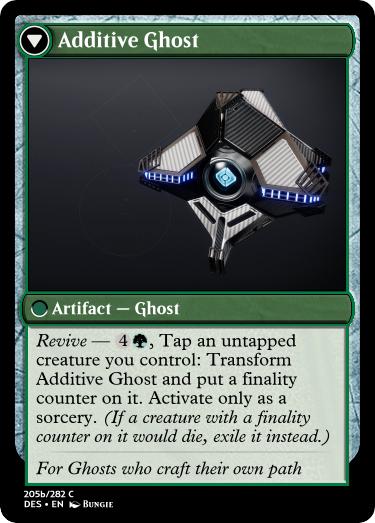 Additive Ghost
Artifact — Ghost
Revive — 4, Tap an untapped
creature you control: Transform
Additive Ghost and put a finality
counter on it. Activate only as a
sorcery. (If a creature with a finality
counter on it would die, exile it instead.)
For Ghosts who craft their own path
205b/282 C
DES • EN Bungie